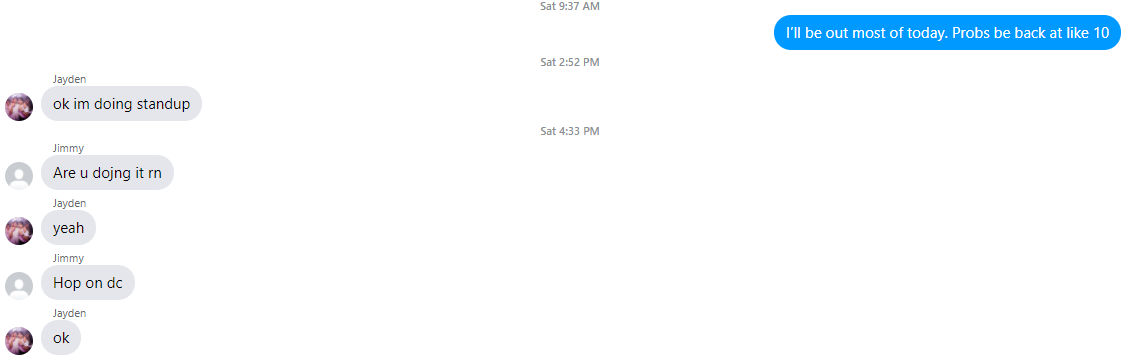 Sat 9:37 AM
I'll be out most of today. Probs be back at like 10
Sat 2:52 PM
Jayden
ok im doing standup
Sat 4:33 PM
Jimmy
Are u dojng it rn
Jayden
yeah
Jimmy
Hop on dc
Jayden
ok